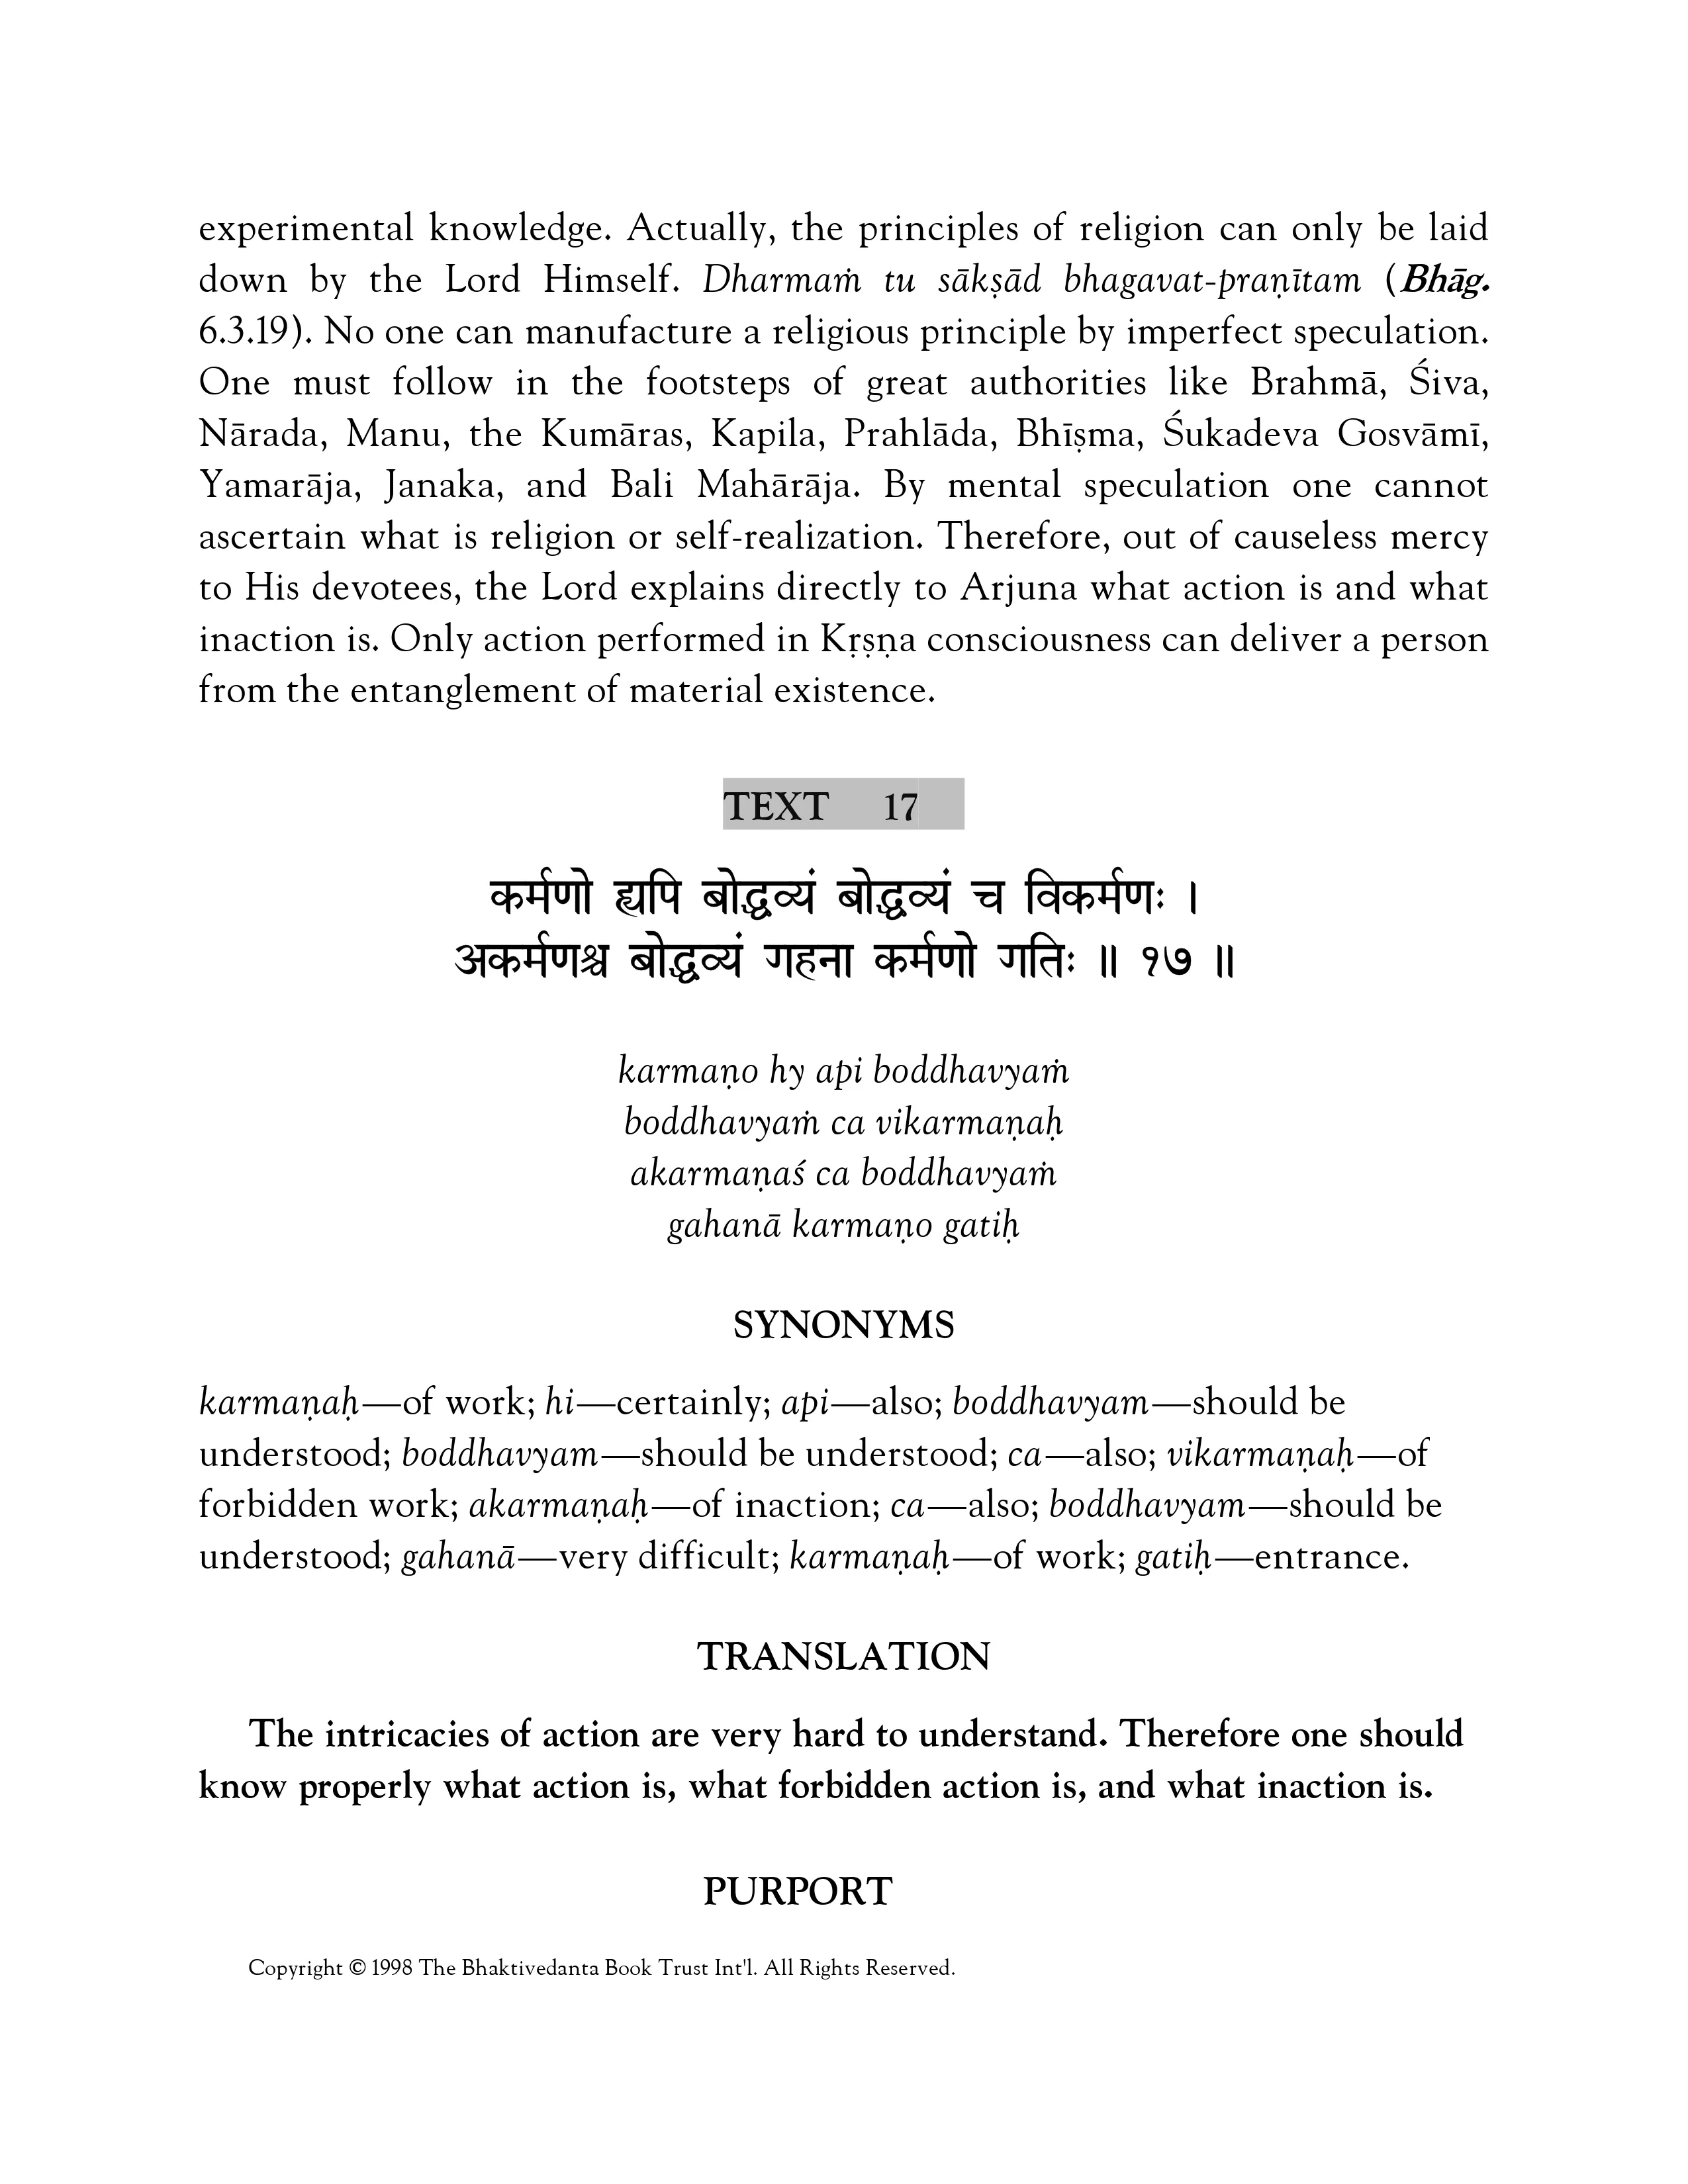 experimental knowledge. Actually, the principles of religion can only be laid
down by the Lord Himself. Dharmaṁ tu sākṣād bhagavat-praṇītam (Bhāg.
6.3.19). No one can manufacture a religious principle by imperfect speculation.
One must follow in the footsteps of great authorities like Brahmā, Śiva,
Nārada, Manu, the Kumāras, Kapila, Prahlāda, Bhīṣma, Śukadeva Gosvāmī,
Yamarāja, Janaka, and Bali Mahārāja. By mental speculation one cannot
ascertain what is religion or self-realization. Therefore, out of causeless mercy
to His devotees, the Lord explains directly to Arjuna what action is and what
inaction is. Only action performed in Kṛṣṇa consciousness can deliver a person
from the entanglement of material existence.
TEXT 17
कर्मणो ह्यपि बोद्धव्यं बोद्धव्यं च विकर्मणः ।
अकर्मणश्च बोद्धव्यं गहना कर्मणो गतिः ॥ १७ ॥
karmaṇo hy api boddhavyaṁ
boddhavyaṁ ca vikarmaṇaḥ
akarmaṇaś ca boddhavyaṁ
gahanā karmaṇo gatiḥ
SYNONYMS
karmaṇaḥ—of work; hi—certainly; api—also; boddhavyam—should be
understood; boddhavyam—should be understood; ca—also; vikarmaṇaḥ—of
forbidden work; akarmaṇaḥ—of inaction; ca—also; boddhavyam—should be
understood; gahanā—very difficult; karmaṇaḥ—of work; gatiḥ—entrance.
TRANSLATION
The intricacies of action are very hard to understand. Therefore one should
know properly what action is, what forbidden action is, and what inaction is.
PURPORT
Copyright © 1998 The Bhaktivedanta Book Trust Int'l. All Rights Reserved.